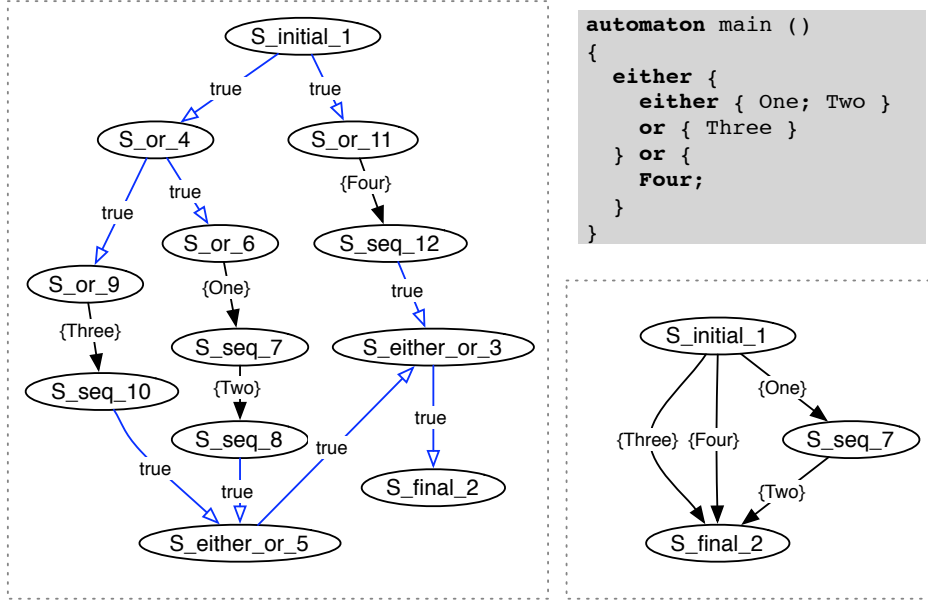 S_initial_1
true
true
S_or_4
S_or_11
{Four}
true
true
S_or_6
S_seq_12
S_or_9
{One}
true
{Three}
S_seq_7
S_either_or_3
S_seq_10
{Two}
true
S_seq_8
true
true
true
S_final_2
S_either_or_5
automaton main ()
{
either {
either { One; Two }
or { Three }
} or {
Four;
}
}
S_initial_1
{One}
{Three}
{Four}
S_seq_7
{Two}
S_final_2